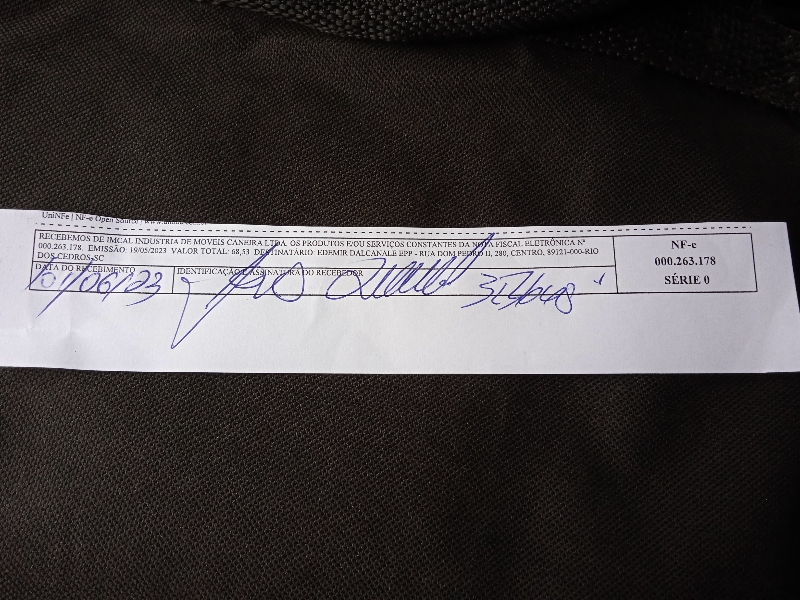 UniNFe | NF-e Open Source
RECEBEMOS DE IMCAL INDUSTRIA DE MOVEIS CANEIRA LTDA. OS PRODUTOS E/OU SERVIÇOS CONSTANTES DA NOTA FISCAL ELETRÔNICA Nº
000.263.178. EMISSÃO: 19/05/2023 VALOR TOTAL: 68,53 DESTINATÁRIO: EDEMIR DALCANALE EPP - RUA DOM PEDRO II, 280, CENTRO, 89121-000-RIO
DOS CEDROS-SC
DATA DO RECEBIMENTO
IDENTIFICAÇÃO E ASSINATURA DO RECEBEDOR
/06/23
NF-e
000.263.178
SÉRIE 0